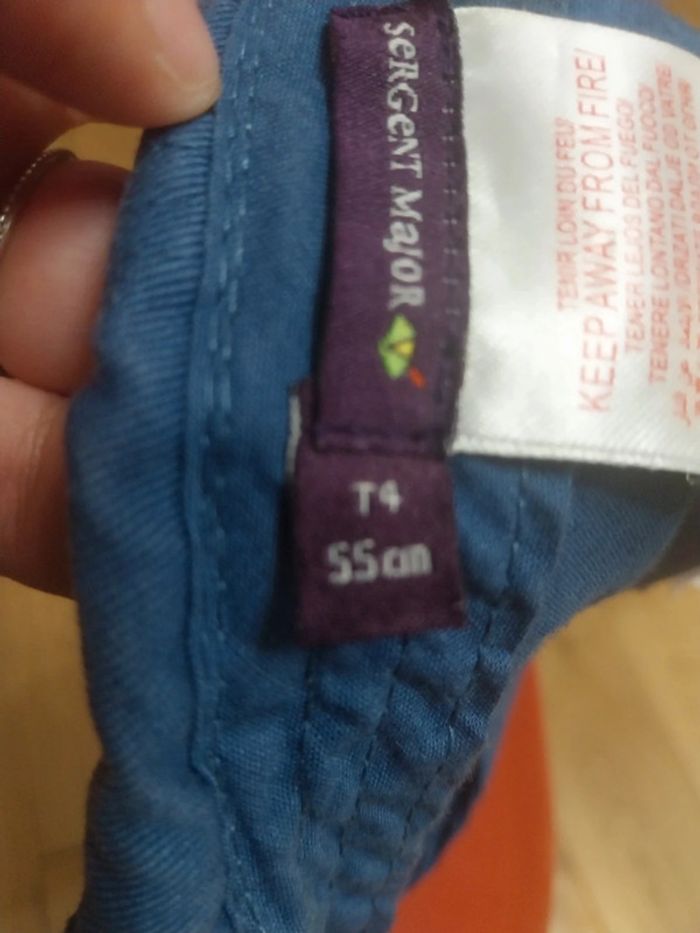 SeRGeNT MajoR
T4
55cm
TENIR LOIN DU FEU/
KEEP AWAY FROM FIRE/
TENER LEJOS DEL FUEGO/
TENERE LONTANO DAL FUOCO/